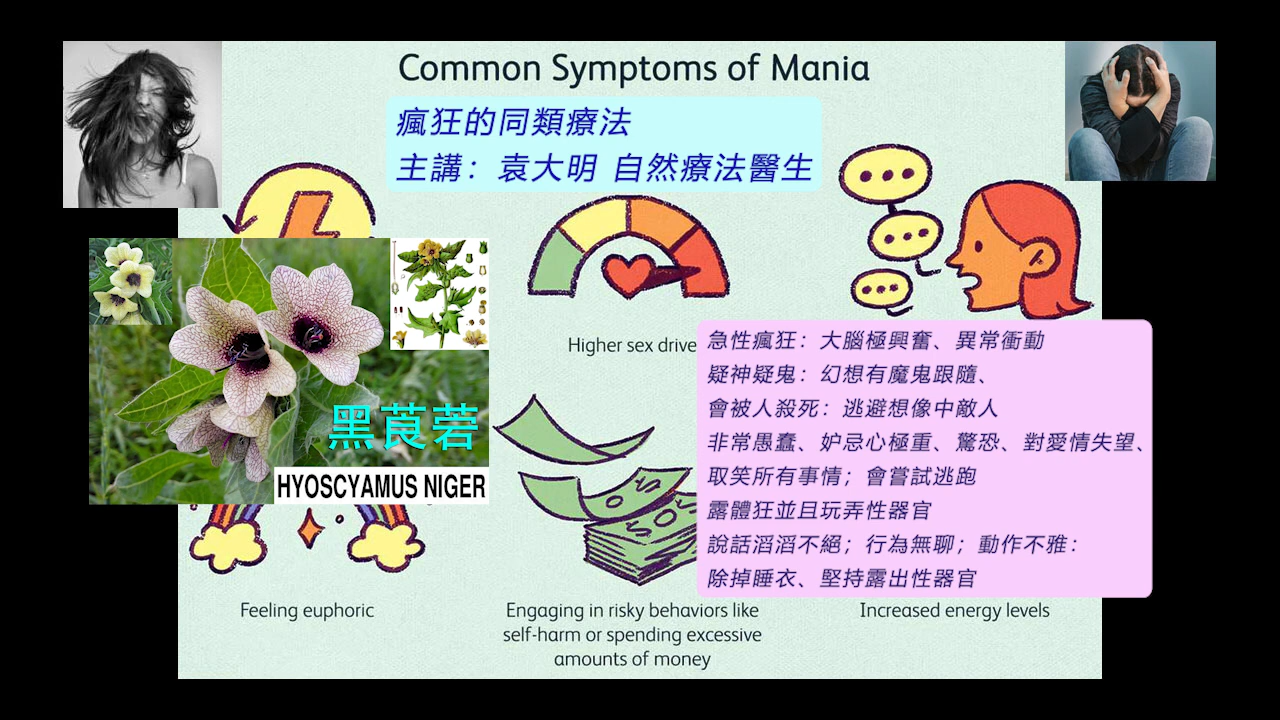 Common Symptoms of Mania
瘋狂的同類療法
主講：袁大明 自然療法醫生
Higher sex drive
黑莨菪
HYOSCYAMUS NIGER
急性瘋狂：大腦極興奮、異常衝動
疑神疑鬼：幻想有魔鬼跟隨、
會被人殺死：逃避想像中敵人
非常愚蠢、妒忌心極重、驚恐、對愛情失望、
取笑所有事情；會嘗試逃跑
露體狂並且玩弄性器官
說話滔滔不絕；行為無聊；動作不雅：
除掉睡衣、堅持露出性器官
Feeling euphoric
Engaging in risky behaviors like
self-harm or spending excessive
amounts of money
Increased energy levels